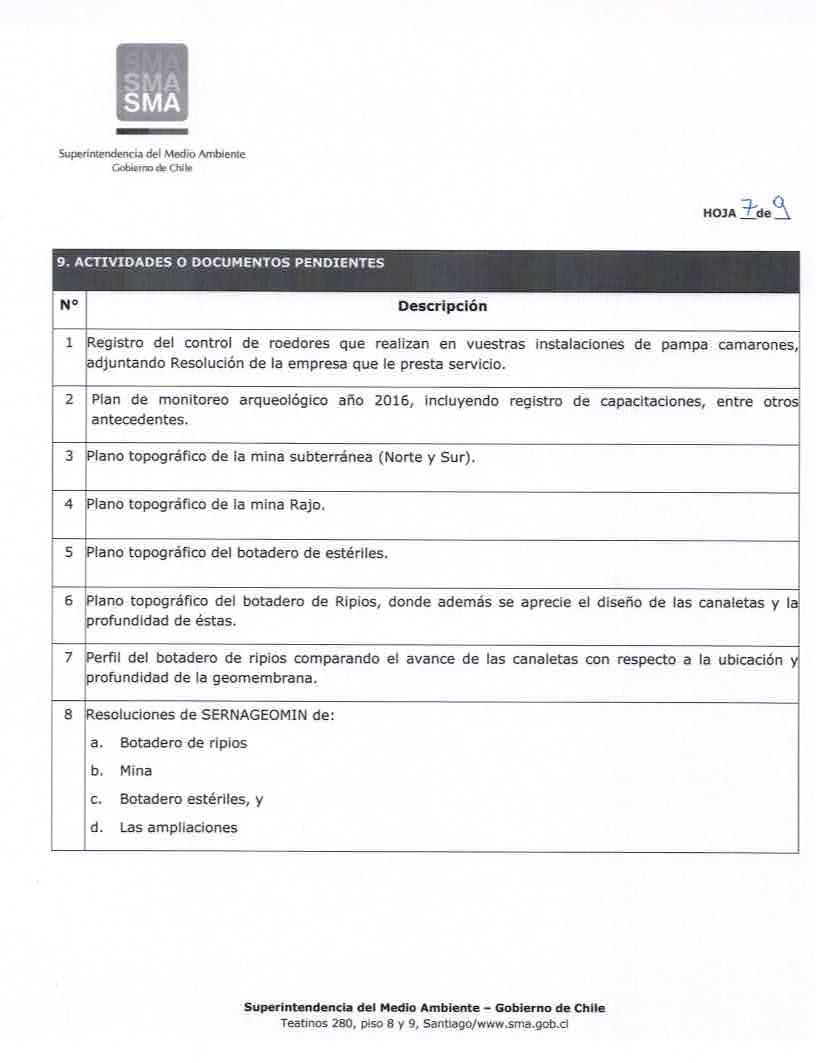 SMA
SMA
SMA
Superintendencia del Medio Ambiente
Gobierno de Chile
HOJA 7 de 9
9. ACTIVIDADES O DOCUMENTOS PENDIENTES
N° Descripción
1 Registro del control de roedores que realizan en vuestras instalaciones de pampa camarones,
adjuntando Resolución de la empresa que le presta servicio.
2 Plan de monitoreo arqueológico año 2016, incluyendo registro de capacitaciones, entre otros
antecedentes.
3 Plano topográfico de la mina subterránea (Norte y Sur).
4 Plano topográfico de la mina Rajo.
5 Plano topográfico del botadero de estériles.
6 Plano topográfico del botadero de Ripios, donde además se aprecie el diseño de las canaletas y la
profundidad de éstas.
7 Perfil del botadero de ripios comparando el avance de las canaletas con respecto a la ubicación y
profundidad de la geomembrana.
8 Resoluciones de SERNAGEOMIN de:
a. Botadero de ripios
b. Mina
c. Botadero estériles, y
d. Las ampliaciones
Superintendencia del Medio Ambiente – Gobierno de Chile
Teatinos 280, piso 8 y 9, Santiago/www.sma.gob.cl